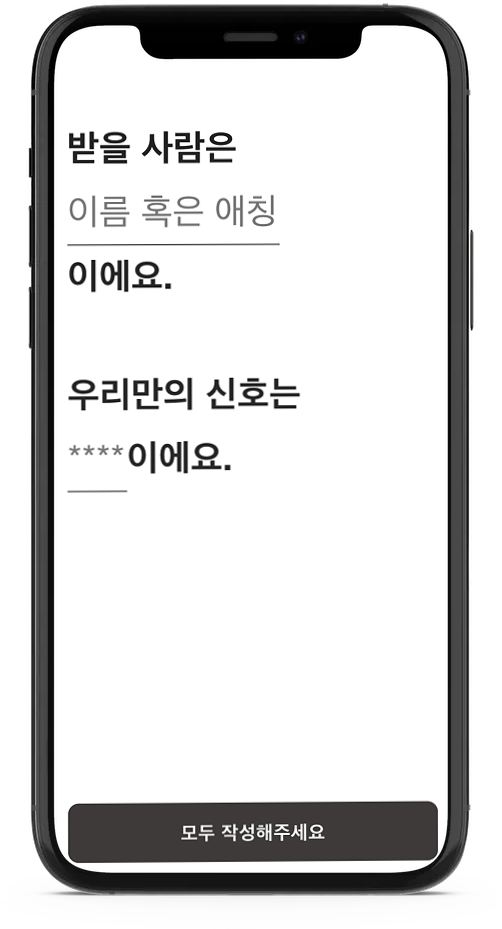 받을 사람은
이름 혹은 애칭
이에요.
우리만의 신호는
****이에요.
모두 작성해주세요